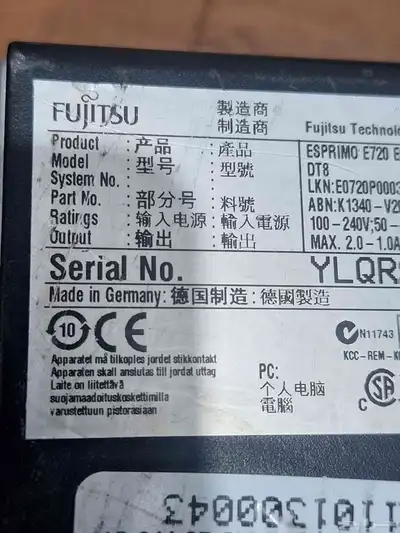 FUJITSU
製造商
制造商
Fujitsu Technolo
Product : 产品 : 產品 ESPRIMO E720 E
Model : 型号 : 型號 DT8
System No. : LKN:E0720P0003
Part No. : 部分号 : 料號 ABN:K1340-V20
Ratings : 输入电源 : 輸入電源 100-240V;50-
Output : 输出 : 輸出 MAX. 2.0-1.0A
Serial No. YLQR
Made in Germany: 德国制造 : 德國製造
10 CE
N11743
KCC-REM-K
Apparatet må tilkoples jordet stikkontakt
Apparaten skall anslutas till jordat uttag
Laite on liitettävä
suojamaadoituskoskettimilla
varustettuun pistorasiaan
PC:
个人电脑
電腦
C SA
1101300043